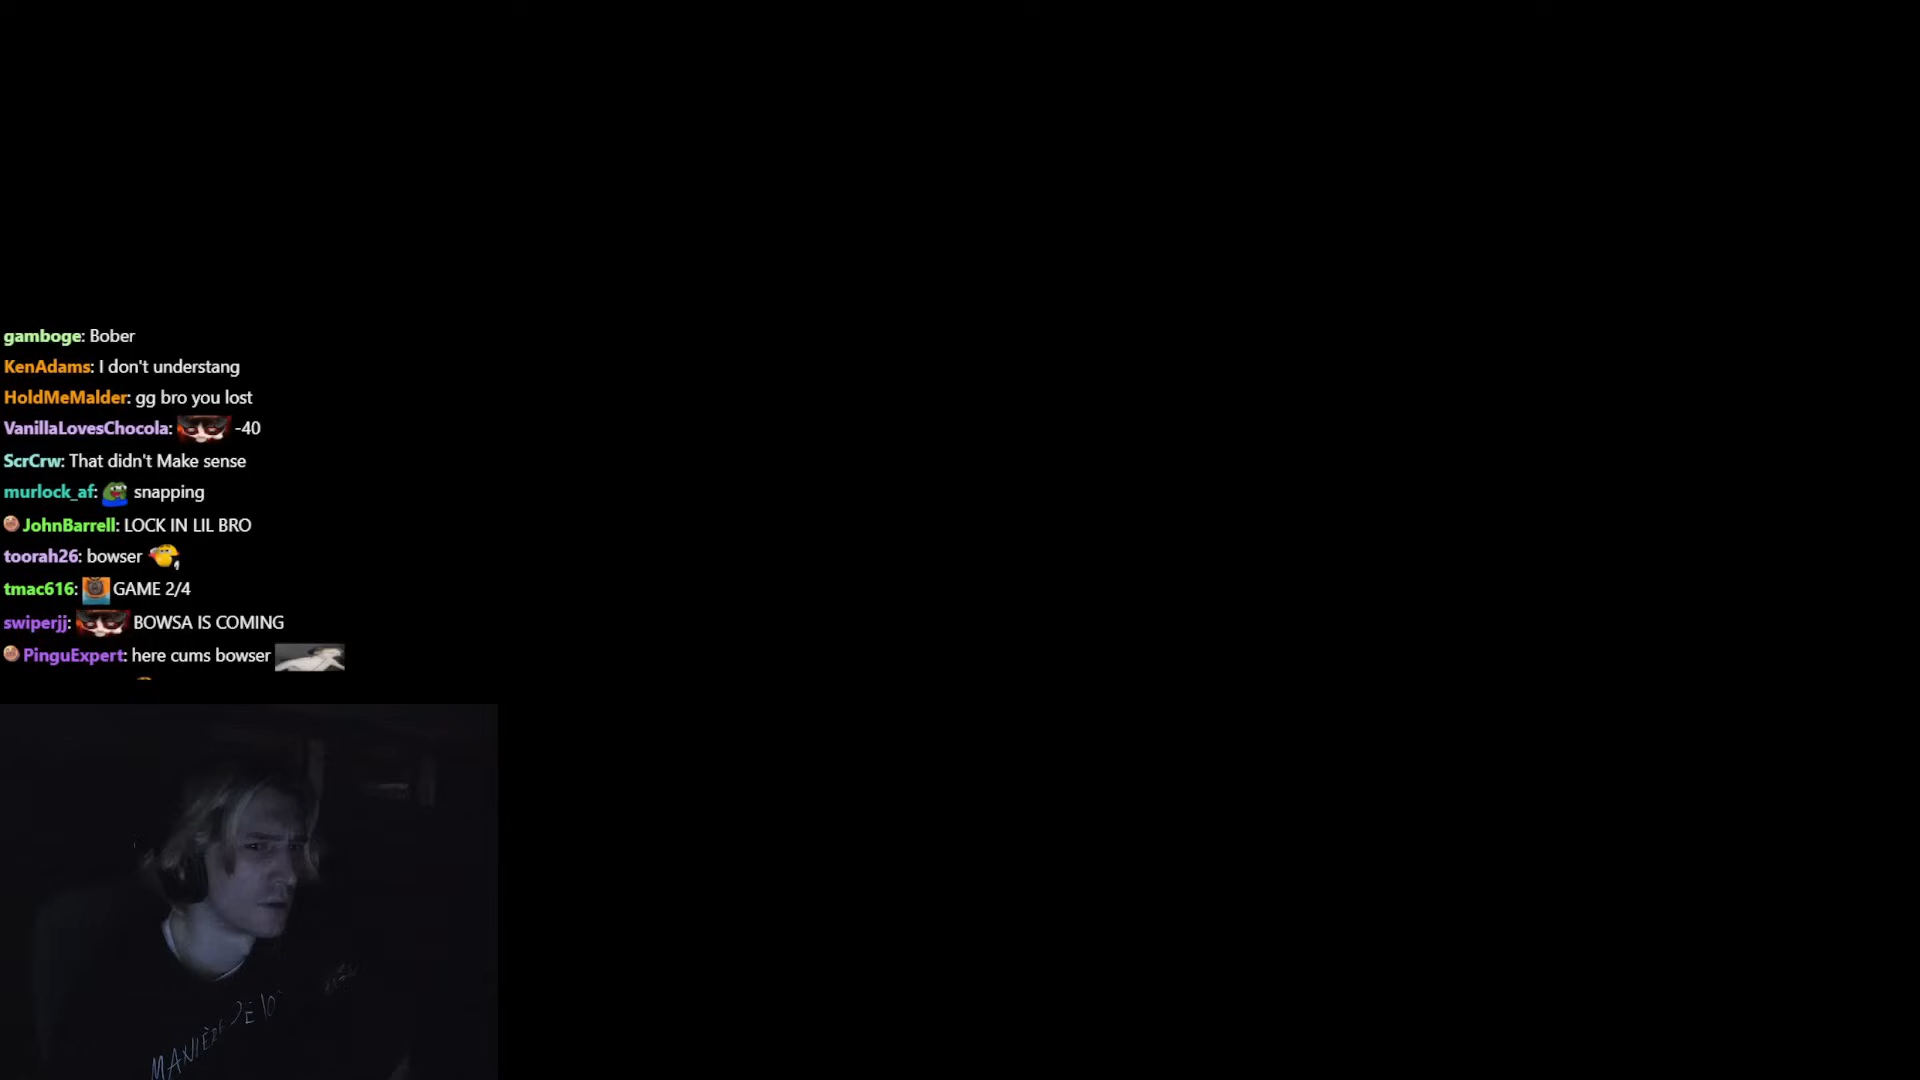 gamboge: Bober
KenAdams: I don't understang
HoldMeMalder: gg bro you lost
VanillaLovesChocola: -40
ScrCrw: That didn't Make sense
murlock_af: snapping
JohnBarrell: LOCK IN LIL BRO
toorah26: bowser
tmac616: GAME 2/4
swiperjj: BOWSA IS COMING
PinguExpert: here cums bowser